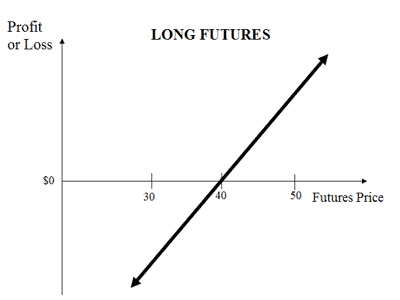 Profit
or Loss
LONG FUTURES
$0
30
40
50
Futures Price